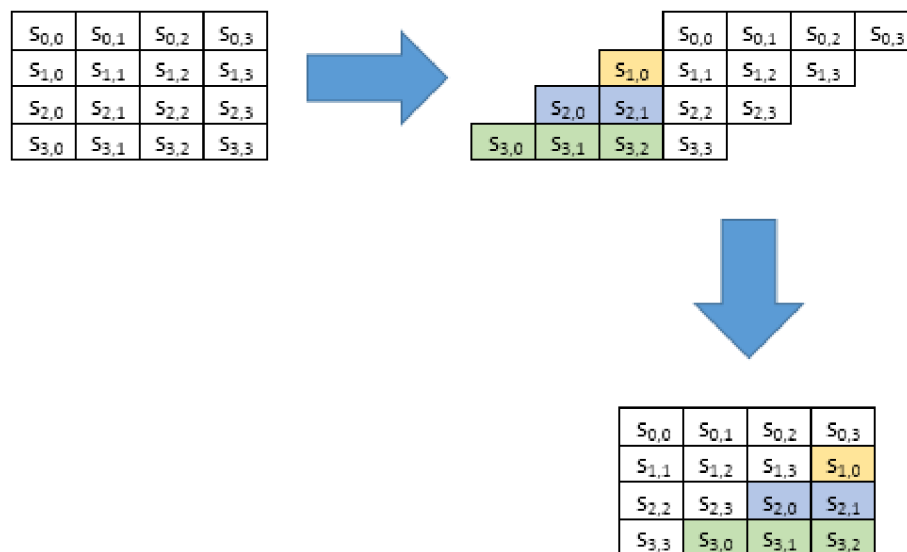 S0,0 S0,1 S0,2 S0,3
S1,0 S1,1 S1,2 S1,3
S2,0 S2,1 S2,2 S2,3
S3,0 S3,1 S3,2 S3,3
S0,0 S0,1 S0,2 S0,3
S1,0 S1,1 S1,2 S1,3
S2,0 S2,1 S2,2 S2,3
S3,0 S3,1 S3,2 S3,3
S0,0 S0,1 S0,2 S0,3
S1,1 S1,2 S1,3 S1,0
S2,2 S2,3 S2,0 S2,1
S3,3 S3,0 S3,1 S3,2